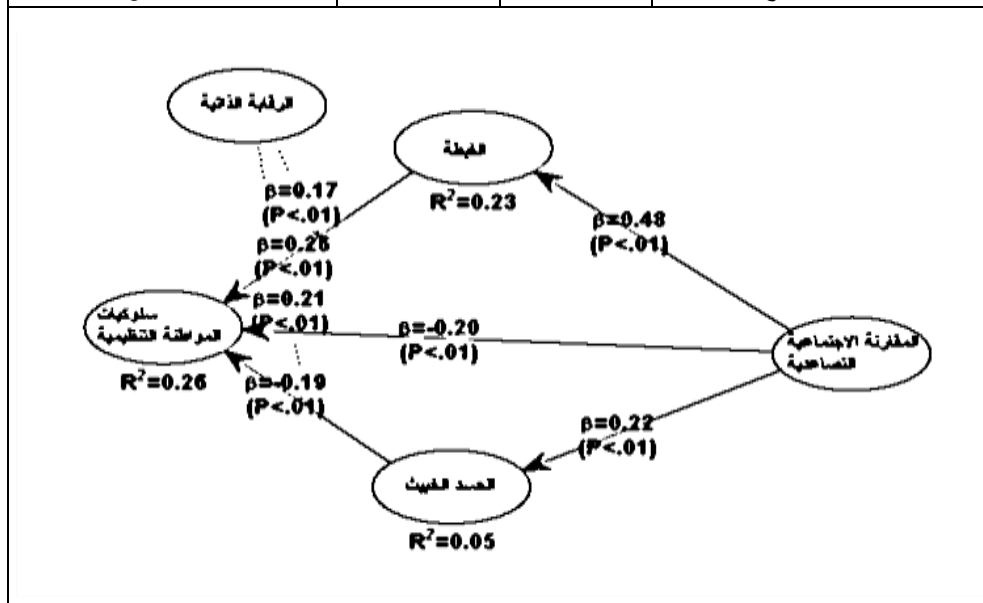 الرقابة الذاتية
الغبطة
R²=0.23
β=0.17
(P<.01)
β=0.48
(P<.01)
β=0.26
(P<.01)
β=0.21
(P<.01)
سلوكيات
المواطنة التنظيمية
R²=0.26
β=-0.20
(P<.01)
المقارنة الاجتماعية
التصاعدية
β=-0.19
(P<.01)
β=0.22
(P<.01)
الحسد الخبيث
R²=0.05